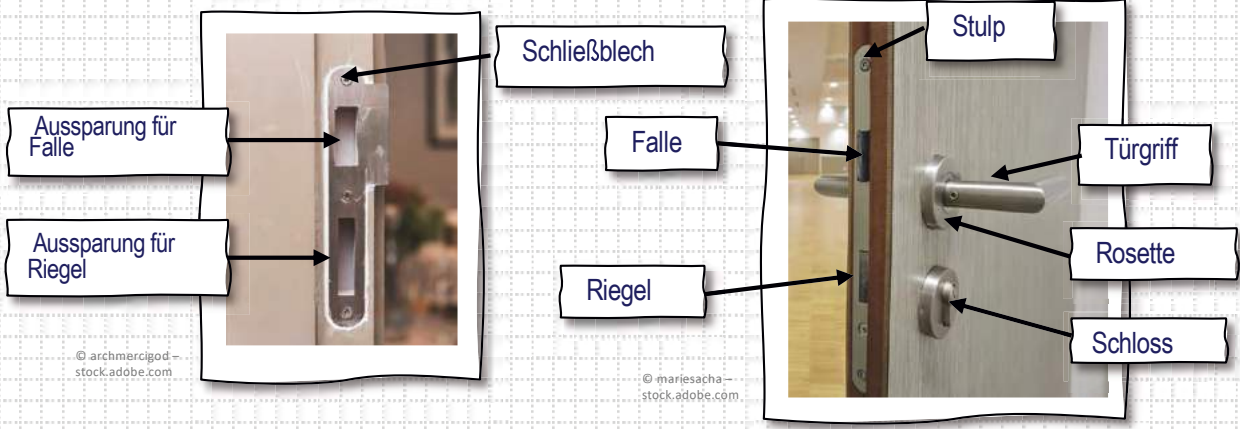 Schließblech
Aussparung für
Falle
Aussparung für
Riegel
© archmercigod –
stock.adobe.com
Stulp
Falle
Türgriff
Rosette
Riegel
Schloss
© mariesacha –
stock.adobe.com